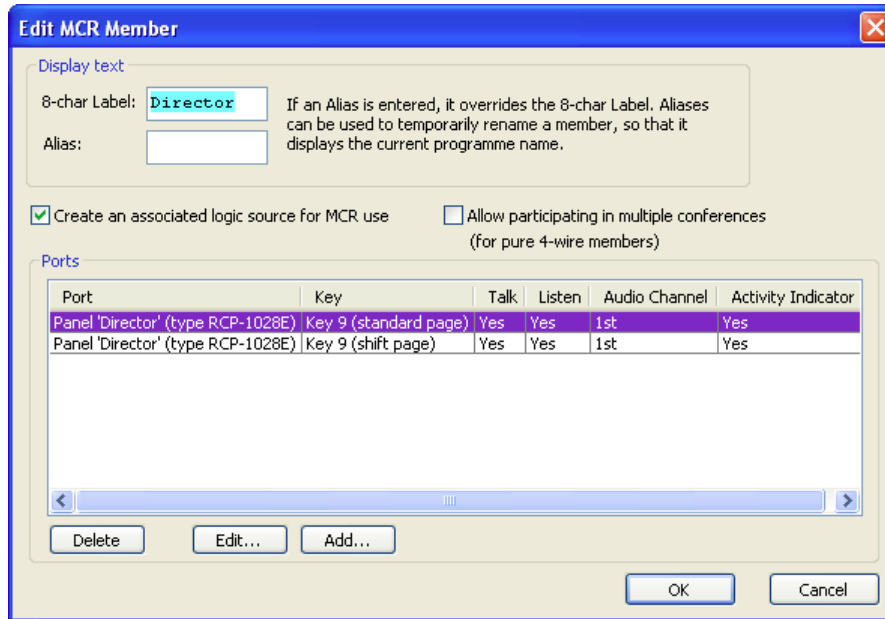 Edit MCR Member
Display text
8-char Label: Director
Alias:
If an Alias is entered, it overrides the 8-char Label. Aliases
can be used to temporarily rename a member, so that it
displays the current programme name.
Create an associated logic source for MCR use
Allow participating in multiple conferences
(for pure 4-wire members)
Ports
Port Key Talk Listen Audio Channel Activity Indicator
Panel 'Director' (type RCP-1028E) Key 9 (standard page) Yes Yes 1st Yes
Panel 'Director' (type RCP-1028E) Key 9 (shift page) Yes Yes 1st Yes
Delete Edit... Add...
OK Cancel